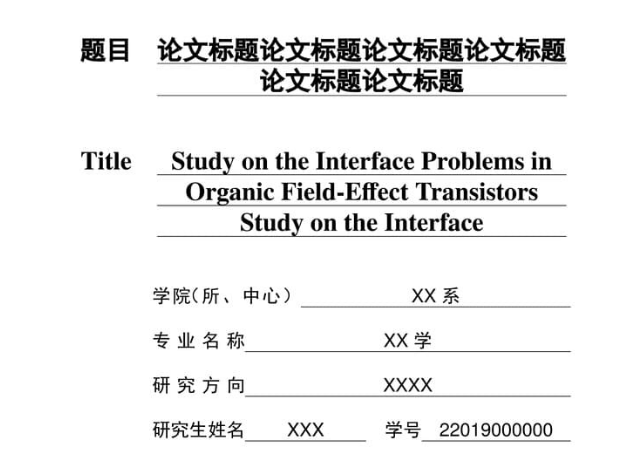 题目 论文标题论文标题论文标题论文标题
论文标题论文标题
Title Study on the Interface Problems in
Organic Field-Effect Transistors
Study on the Interface
学院(所、中心) XX 系
专 业 名 称 XX 学
研 究 方 向 XXXX
研究生姓名 XXX 学号 22019000000